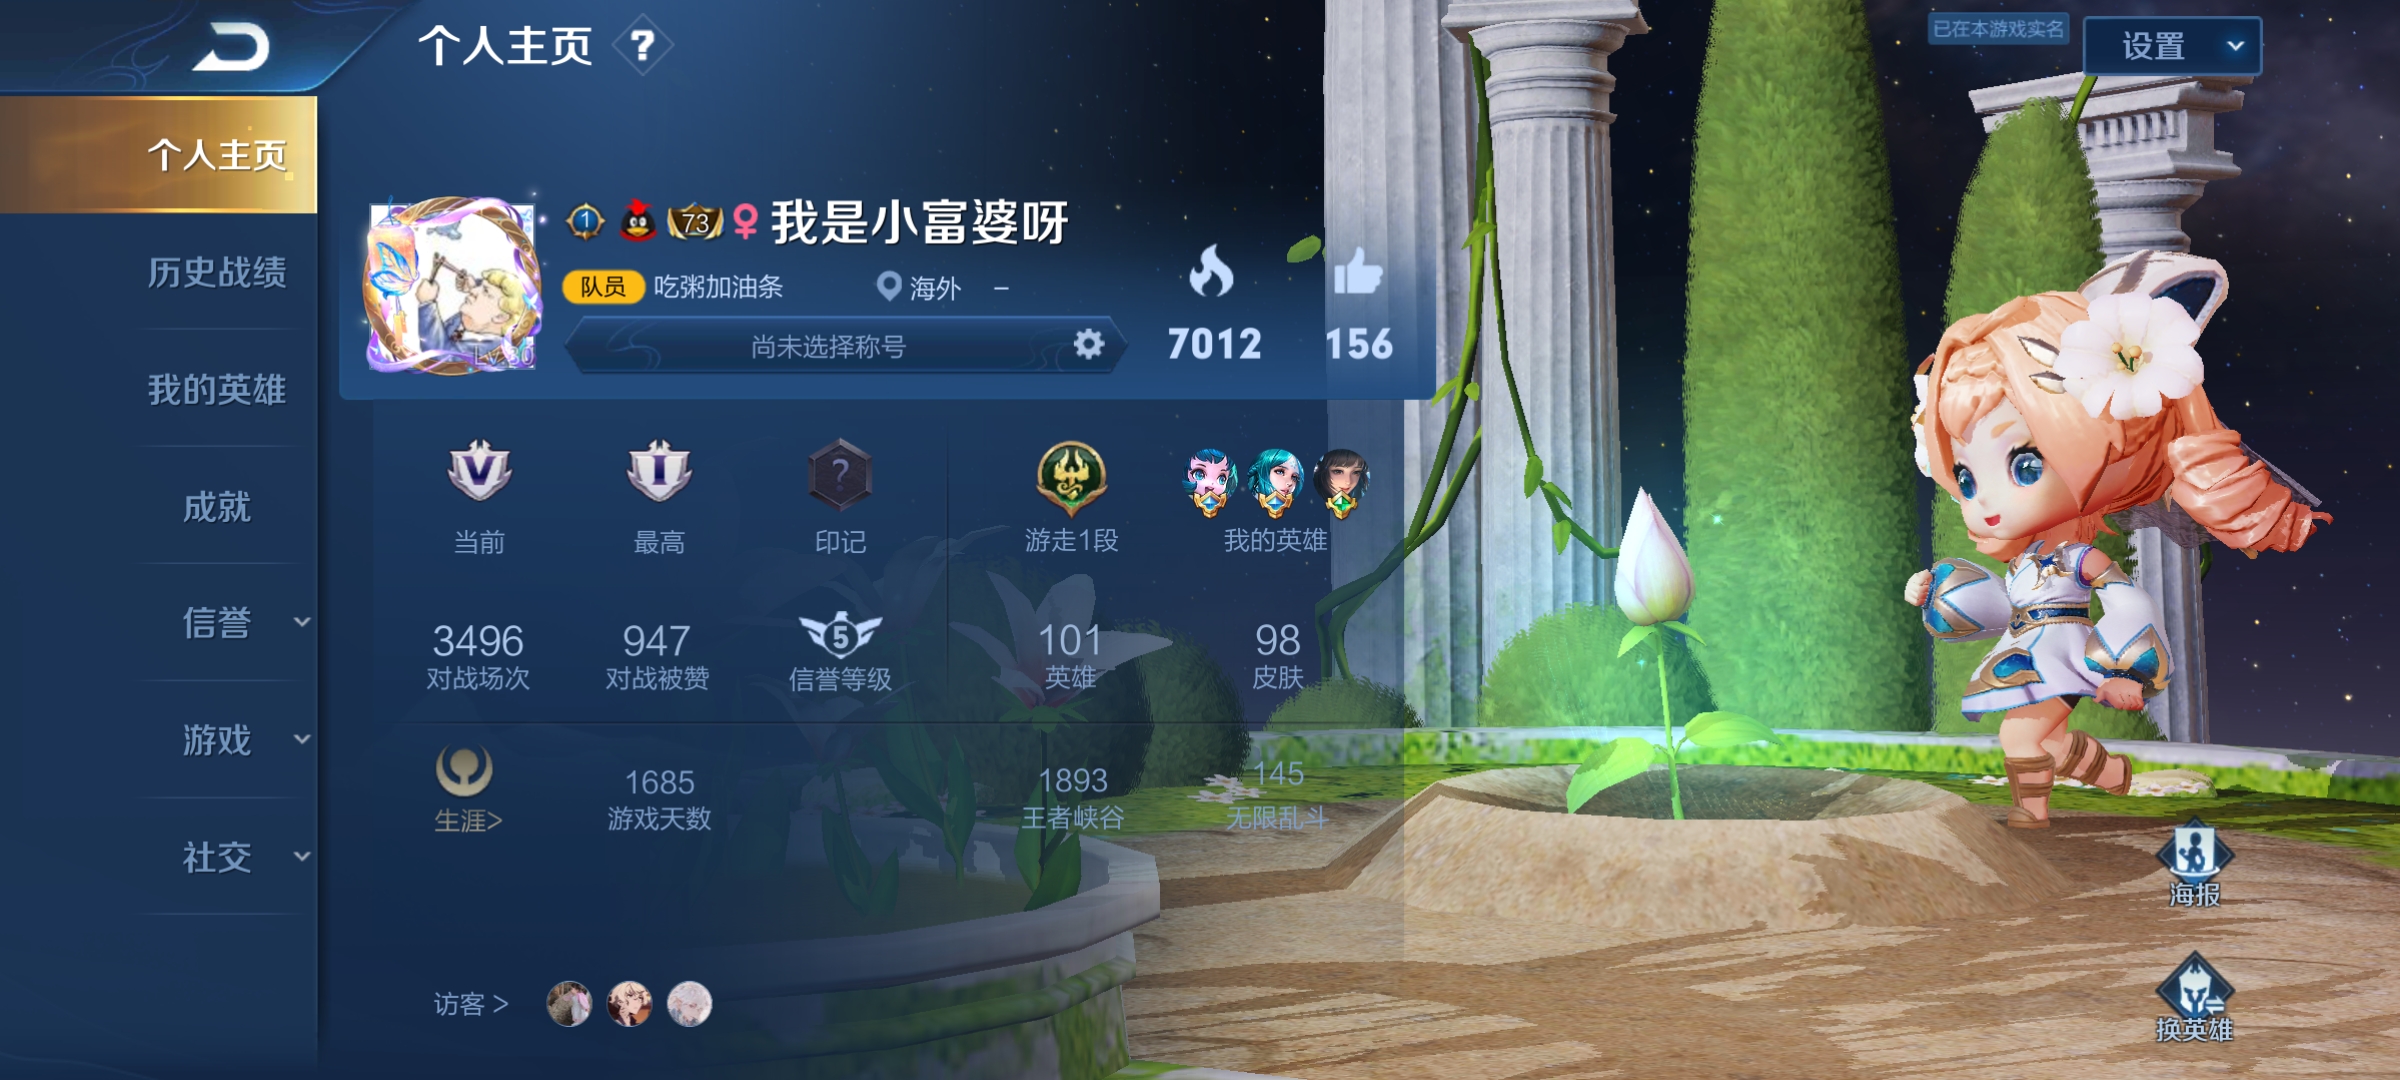 个人主页
?
已在本游戏实名
设置
个人主页
历史战绩
我的英雄
成就
信誉
游戏
社交
1
73
我是小富婆呀
队员 吃粥加油条
海外 –
尚未选择称号
Lv.30
7012
156
V
当前
I
最高
?
印记
游走1段
我的英雄
3496
对战场次
947
对战被赞
5
信誉等级
101
英雄
98
皮肤
生涯>
1685
游戏天数
1893
王者峡谷
145
无限乱斗
访客 >
海报
换英雄